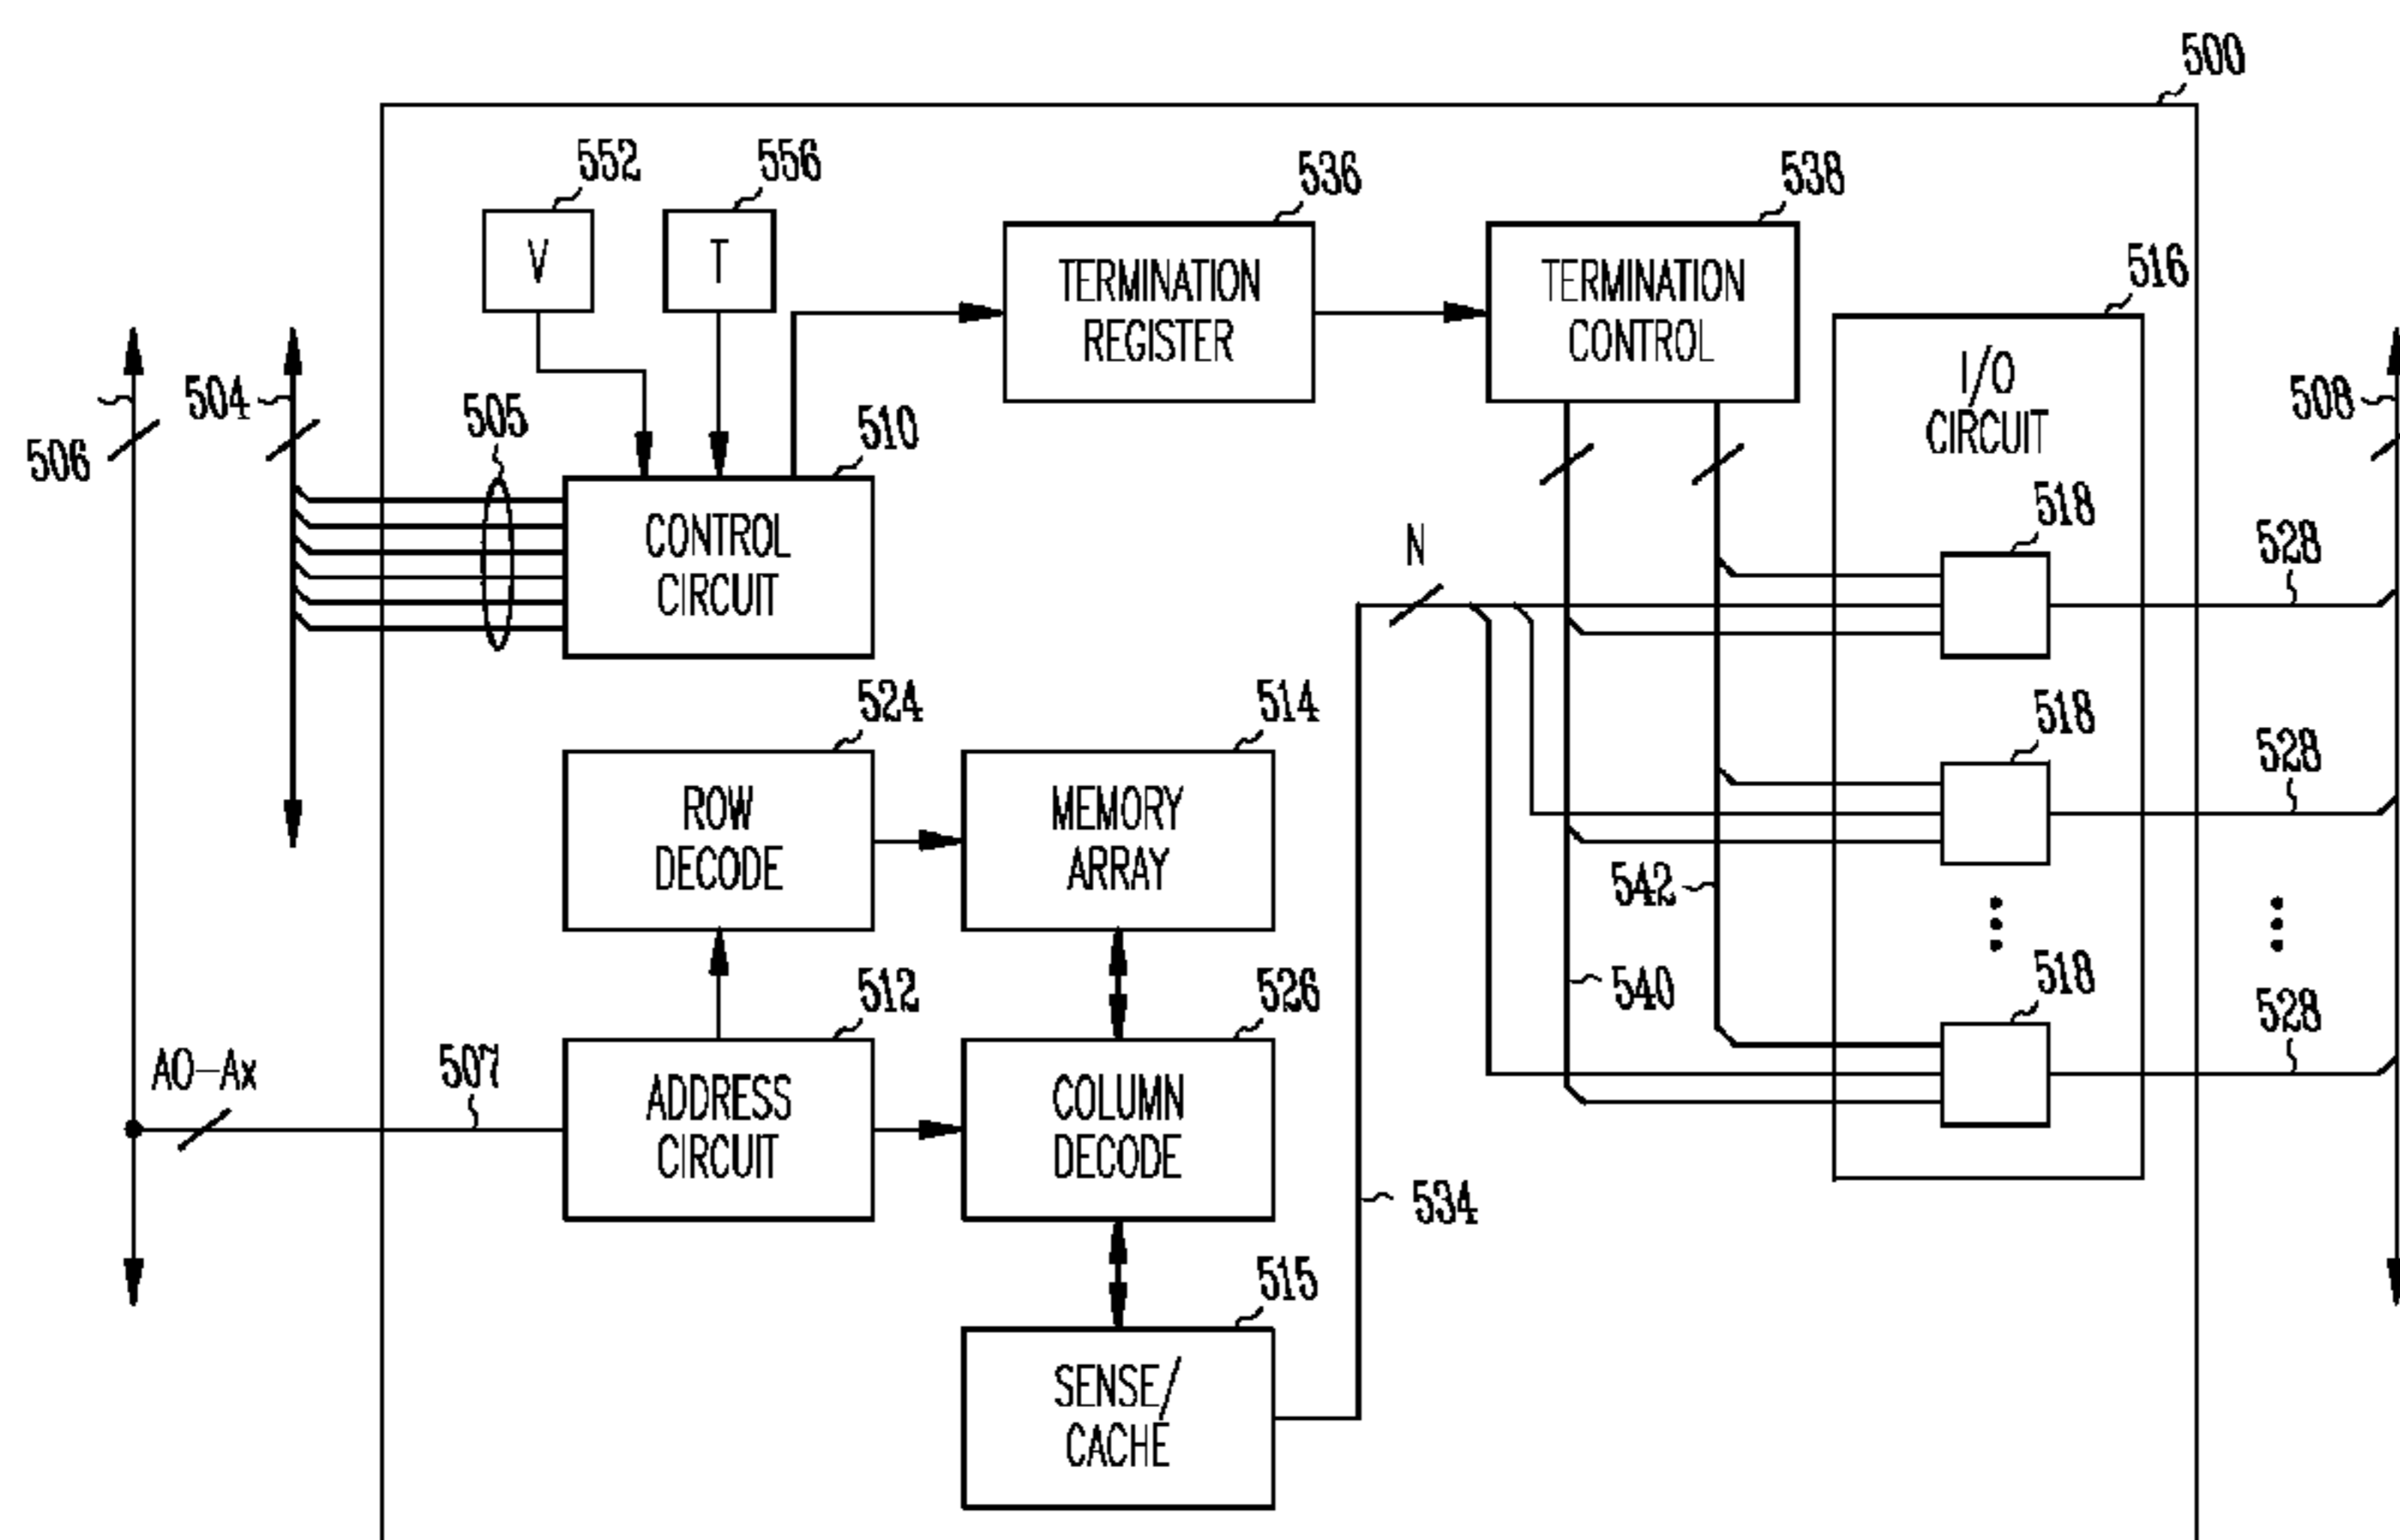 500
552
556
536
538
V
T
TERMINATION
REGISTER
TERMINATION
CONTROL
516
I/O
CIRCUIT
506
504
505
510
508
CONTROL
CIRCUIT
N
518
528
524
514
518
528
ROW
DECODE
MEMORY
ARRAY
542
512
526
540
518
528
A0-Ax
507
ADDRESS
CIRCUIT
COLUMN
DECODE
534
515
SENSE/
CACHE